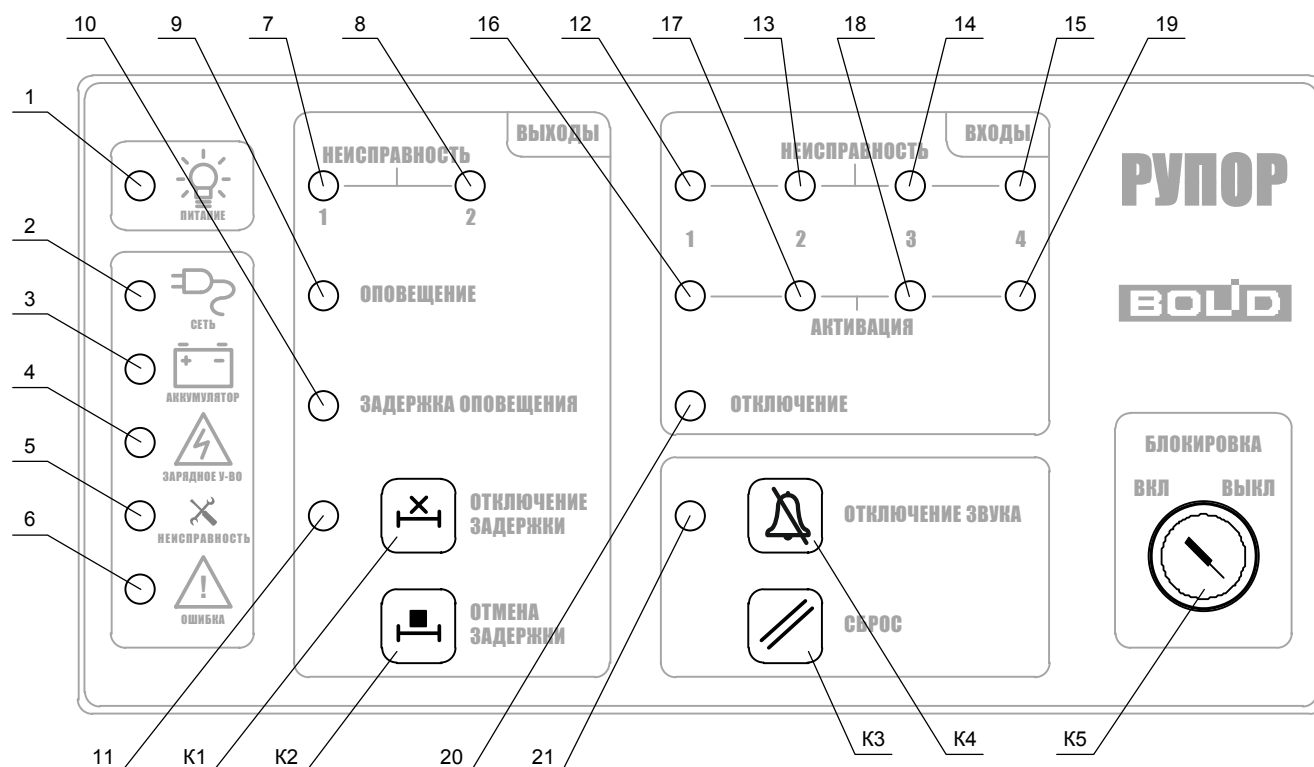 10
9
7
8
16
12
17
13
18
14
15
19
1
2
3
4
5
6
ПИТАНИЕ
СЕТЬ
АККУМУЛЯТОР
ЗАРЯДНОЕ У-ВО
НЕИСПРАВНОСТЬ
ОШИБКА
ВЫХОДЫ
НЕИСПРАВНОСТЬ
1
2
ОПОВЕЩЕНИЕ
ЗАДЕРЖКА ОПОВЕЩЕНИЯ
ОТКЛЮЧЕНИЕ
ЗАДЕРЖКИ
ОТМЕНА
ЗАДЕРЖКИ
ВХОДЫ
НЕИСПРАВНОСТЬ
1
2
3
4
АКТИВАЦИЯ
ОТКЛЮЧЕНИЕ
ОТКЛЮЧЕНИЕ ЗВУКА
СБРОС
РУПОР
BOLID
БЛОКИРОВКА
ВКЛ
ВЫКЛ
11
К1
К2
20
21
К3
К4
К5